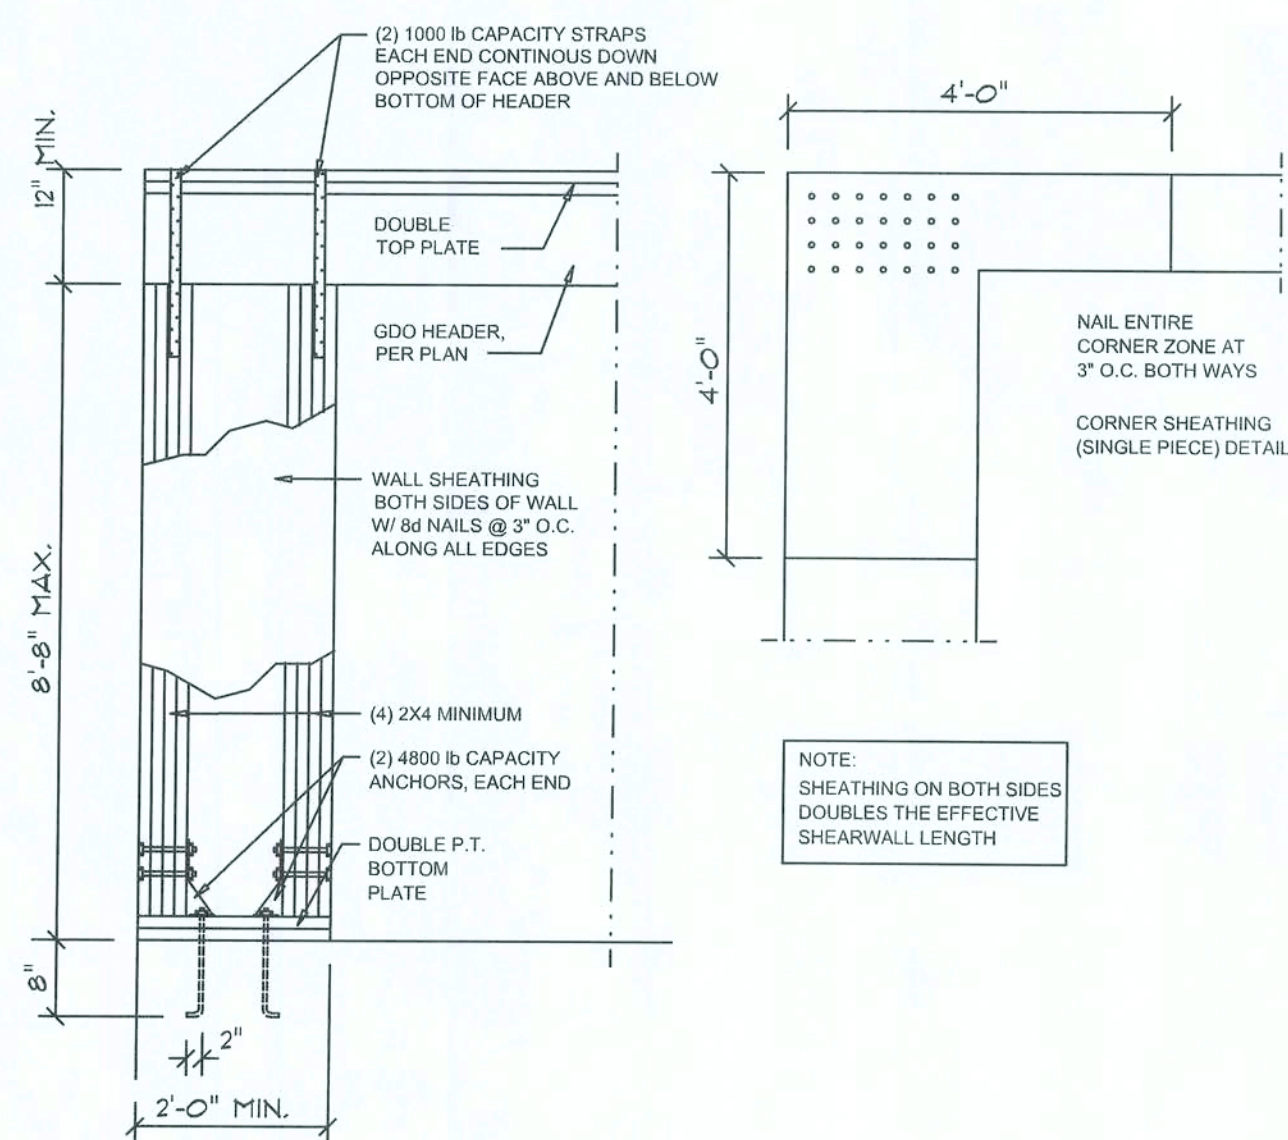 (2) 1000 lb CAPACITY STRAPS
EACH END CONTINOUS DOWN
OPPOSITE FACE ABOVE AND BELOW
BOTTOM OF HEADER
12" MIN.
DOUBLE
TOP PLATE
GDO HEADER,
PER PLAN
WALL SHEATHING
BOTH SIDES OF WALL
W/ 8d NAILS @ 3" O.C.
ALONG ALL EDGES
8'-8" MAX.
(4) 2X4 MINIMUM
(2) 4800 lb CAPACITY
ANCHORS, EACH END
DOUBLE P.T.
BOTTOM
PLATE
8"
2"
2'-0" MIN.
4'-0"
4'-0"
NAIL ENTIRE
CORNER ZONE AT
3" O.C. BOTH WAYS
CORNER SHEATHING
(SINGLE PIECE) DETAIL
NOTE:
SHEATHING ON BOTH SIDES
DOUBLES THE EFFECTIVE
SHEARWALL LENGTH